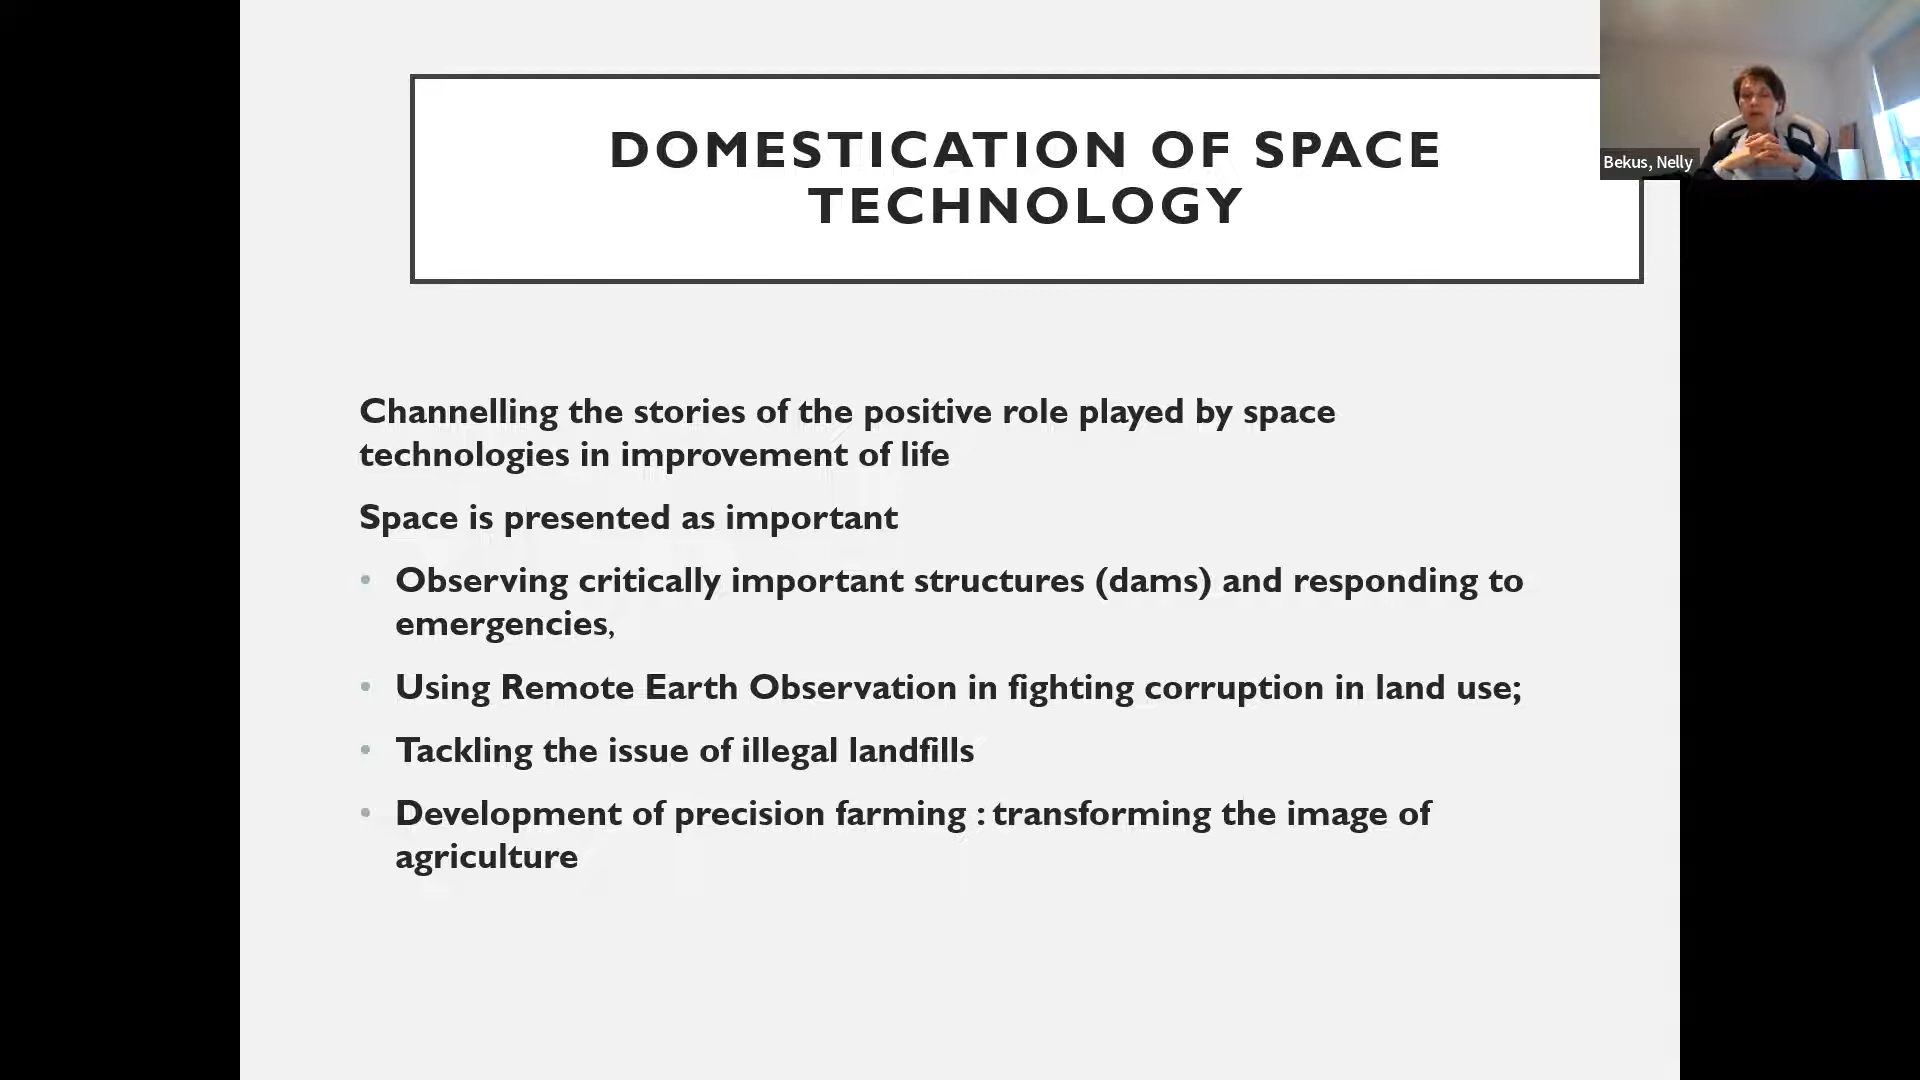 DOMESTICATION OF SPACE
TECHNOLOGY
Bekus, Nelly
Channelling the stories of the positive role played by space
technologies in improvement of life
Space is presented as important
• Observing critically important structures (dams) and responding to
emergencies,
• Using Remote Earth Observation in fighting corruption in land use;
• Tackling the issue of illegal landfills
• Development of precision farming : transforming the image of
agriculture